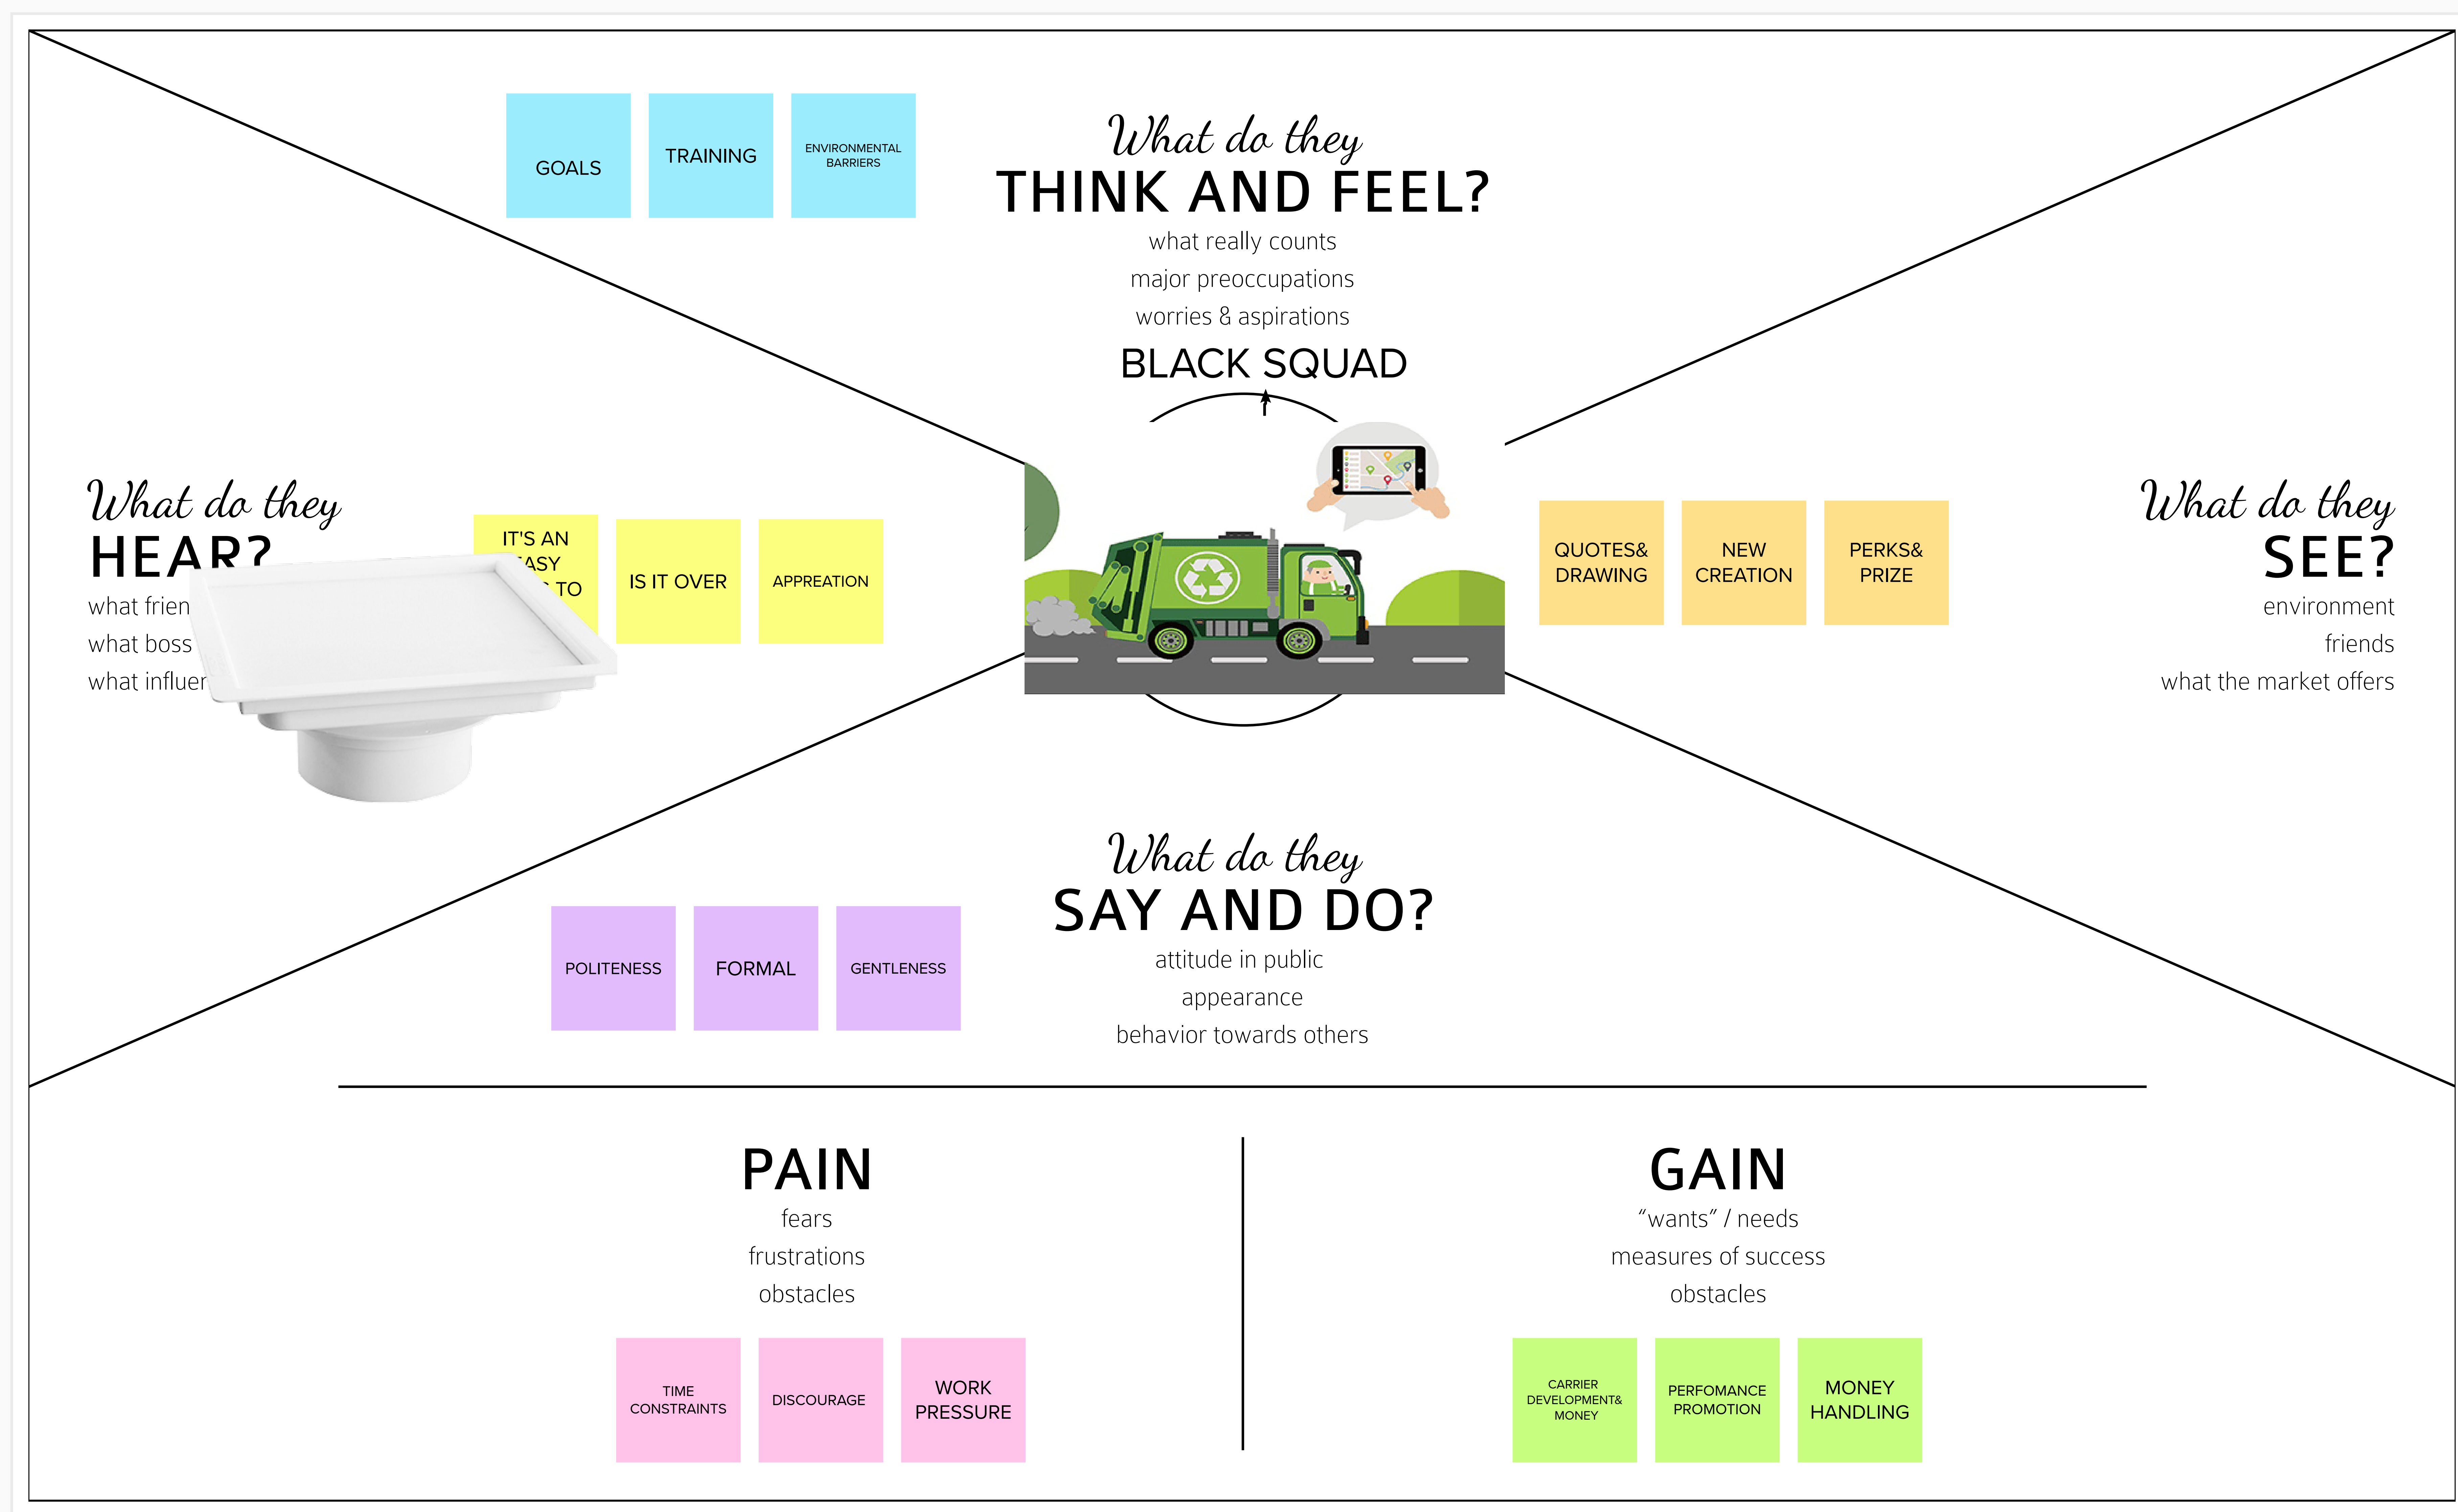 GOALS
TRAINING
ENVIRONMENTAL
BARRIERS
What do they
THINK AND FEEL?
what really counts
major preoccupations
worries & aspirations
BLACK SQUAD
What do they
HEAR?
what
what boss
what
IT'S AN
TO
IS IT OVER
APPREATION
QUOTES&
DRAWING
NEW
CREATION
PERKS&
PRIZE
What do they
SEE?
environment
friends
what the market offers
What do they
SAY AND DO?
attitude in public
appearance
behavior towards others
POLITENESS
FORMAL
GENTLENESS
PAIN
fears
frustrations
obstacles
TIME
CONSTRAINTS
DISCOURAGE
WORK
PRESSURE
GAIN
“wants” / needs
measures of success
obstacles
CARRIER
DEVELOPMENT&
MONEY
PERFOMANCE
PROMOTION
MONEY
HANDLING